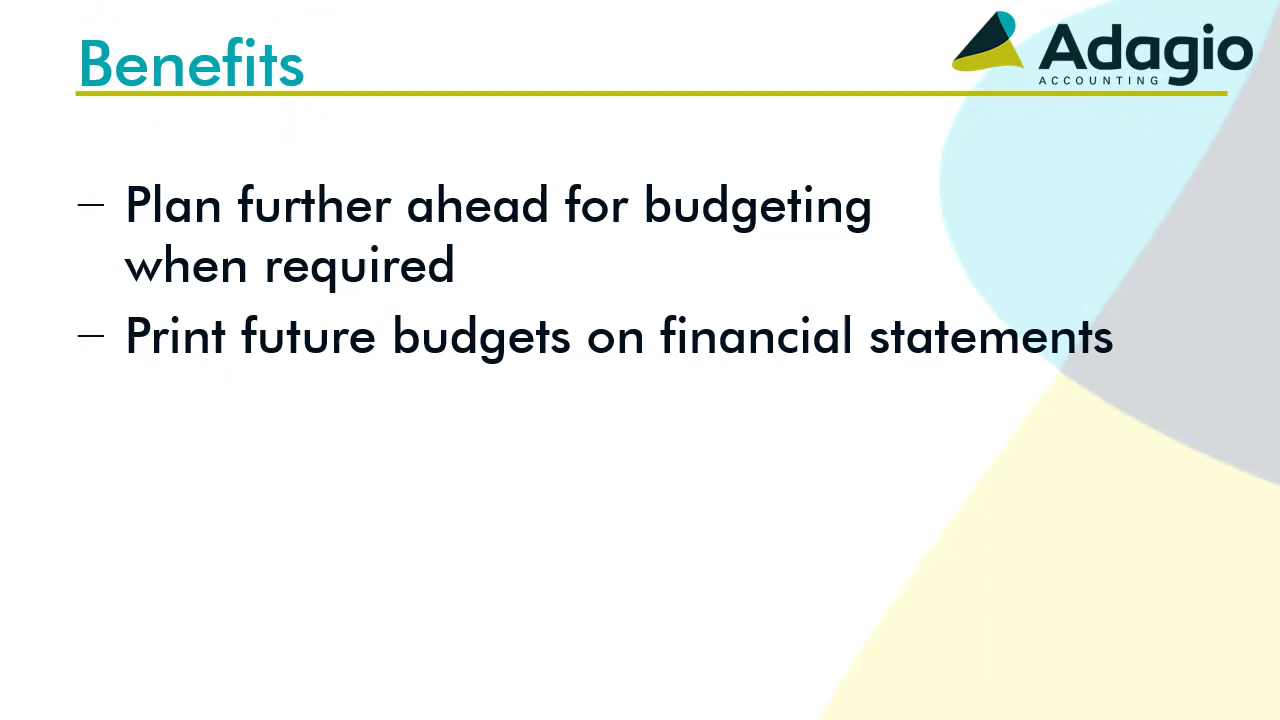 Benefits
Adagio
ACCOUNTING
– Plan further ahead for budgeting
when required
– Print future budgets on financial statements